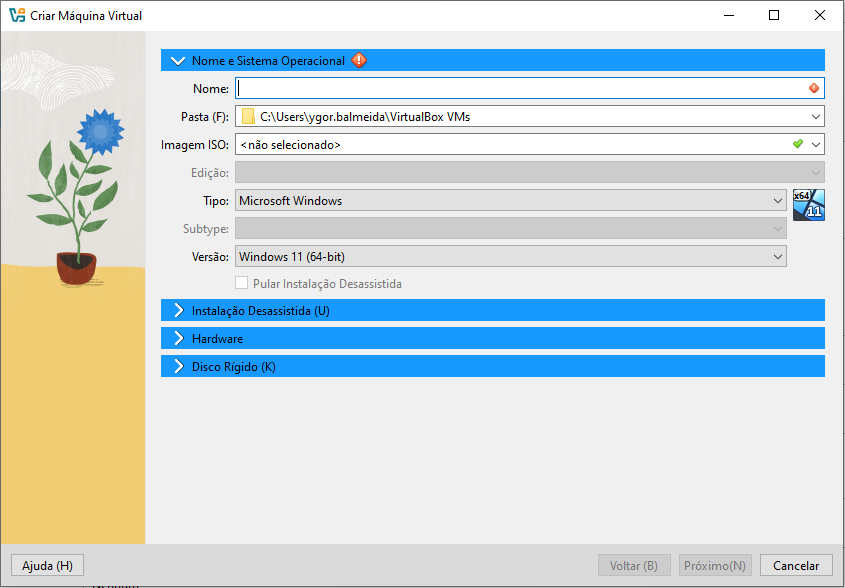 Criar Máquina Virtual
Nome e Sistema Operacional
Nome:
Pasta (F): C:\Users\ygor.balmeida\VirtualBox VMs
Imagem ISO: <não selecionado>
Edição:
Tipo: Microsoft Windows
x64
11
Subtype:
Versão: Windows 11 (64-bit)
Pular Instalação Desassistida
Instalação Desassistida (U)
Hardware
Disco Rígido (K)
Ajuda (H) Voltar (B) Próximo(N) Cancelar